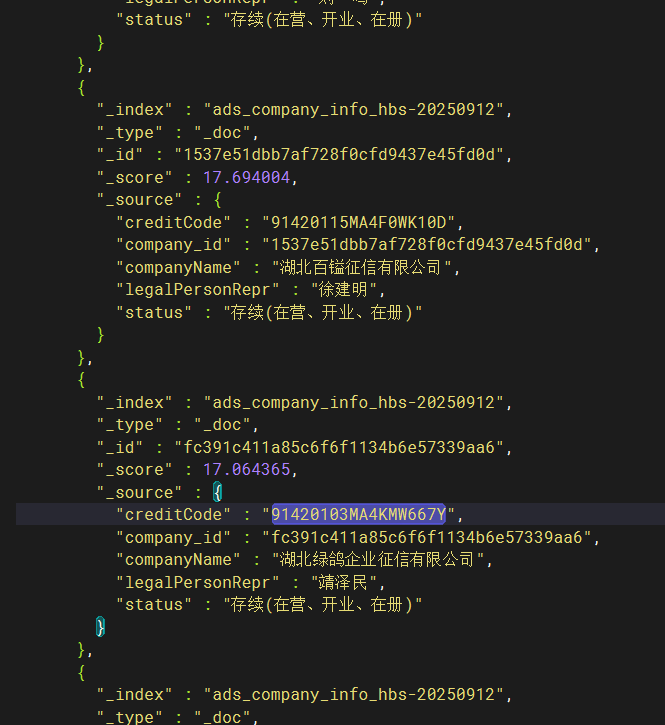 "status" : "存续(在营、开业、在册)"
}
},
{
"_index" : "ads_company_info_hbs-20250912",
"_type" : "_doc",
"_id" : "1537e51dbb7af728f0cfd9437e45fd0d",
"_score" : 17.694004,
"_source" : {
"creditCode" : "91420115MA4F0WK10D",
"company_id" : "1537e51dbb7af728f0cfd9437e45fd0d",
"companyName" : "湖北百镒征信有限公司",
"legalPersonRepr" : "徐建明",
"status" : "存续(在营、开业、在册)"
}
},
{
"_index" : "ads_company_info_hbs-20250912",
"_type" : "_doc",
"_id" : "fc391c411a85c6f6f1134b6e57339aa6",
"_score" : 17.064365,
"_source" : {
"creditCode" : "91420103MA4KMW667Y",
"company_id" : "fc391c411a85c6f6f1134b6e57339aa6",
"companyName" : "湖北绿鸽企业征信有限公司",
"legalPersonRepr" : "靖泽民",
"status" : "存续(在营、开业、在册)"
}
},
{
"_index" : "ads_company_info_hbs-20250912",
"_type" : "_doc",